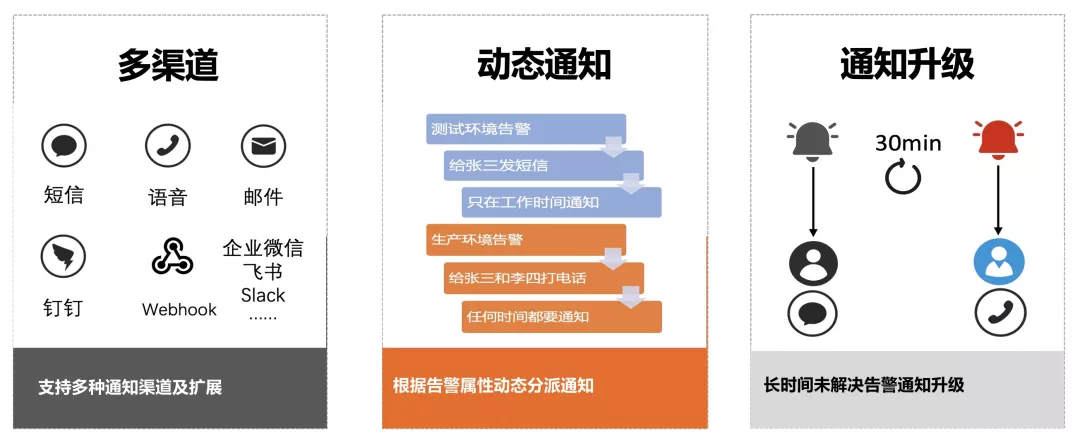 多渠道
短信
语音
邮件
钉钉
Webhook
企业微信
飞书
Slack
……
支持多种通知渠道及扩展
动态通知
测试环境告警
给张三发短信
只在工作时间通知
生产环境告警
给张三和李四打电话
任何时间都要通知
根据告警属性动态分派通知
通知升级
30min
长时间未解决告警通知升级